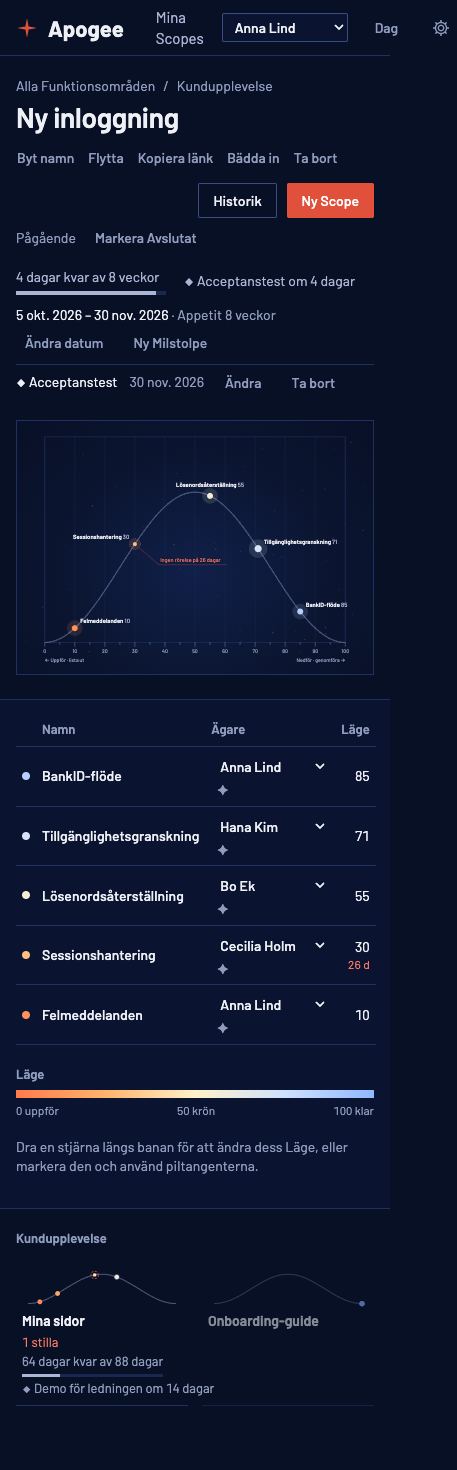 Apogee
Mina Scopes
Anna Lind
Dag
Alla Funktionsområden / Kundupplevelse
Ny inloggning
Byt namn Flytta Kopiera länk Bädda in Ta bort
Historik Ny Scope
Pågående Markera Avslutat
4 dagar kvar av 8 veckor ◆ Acceptanstest om 4 dagar
5 okt. 2026 – 30 nov. 2026 · Appetit 8 veckor
Ändra datum Ny Milstolpe
◆ Acceptanstest 30 nov. 2026 Ändra Ta bort
Lösenordsåterställning 55
Sessionshantering 30
Tillgänglighetsgranskning 71
Ingen rörelse på 26 dagar
BankID-flöde 85
Felmeddelanden 10
0 10 20 30 40 50 60 70 80 90 100
← Uppför · lista ut Nedför · genomföra →
Namn Ägare Läge
BankID-flöde Anna Lind 85
Tillgänglighetsgranskning Hana Kim 71
Lösenordsåterställning Bo Ek 55
Sessionshantering Cecilia Holm 30
26 d
Felmeddelanden Anna Lind 10
Läge
0 uppför 50 krön 100 klar
Dra en stjärna längs banan för att ändra dess Läge, eller
markera den och använd piltangenterna.
Kundupplevelse
Mina sidor Onboarding-guide
1 stilla
64 dagar kvar av 88 dagar
◆ Demo för ledningen om 14 dagar